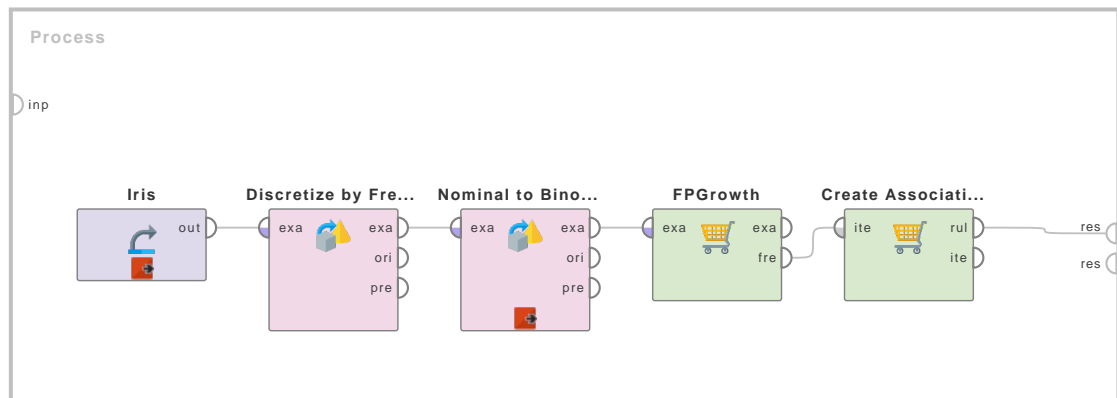 Process
inp
Iris
Discretize by Fre...
Nominal to Bino...
FPGrowth
Create Associati...
out
exa
exa
exa
exa
exa
exa
ite
rul
res
ori
ori
fre
ite
res
pre
pre